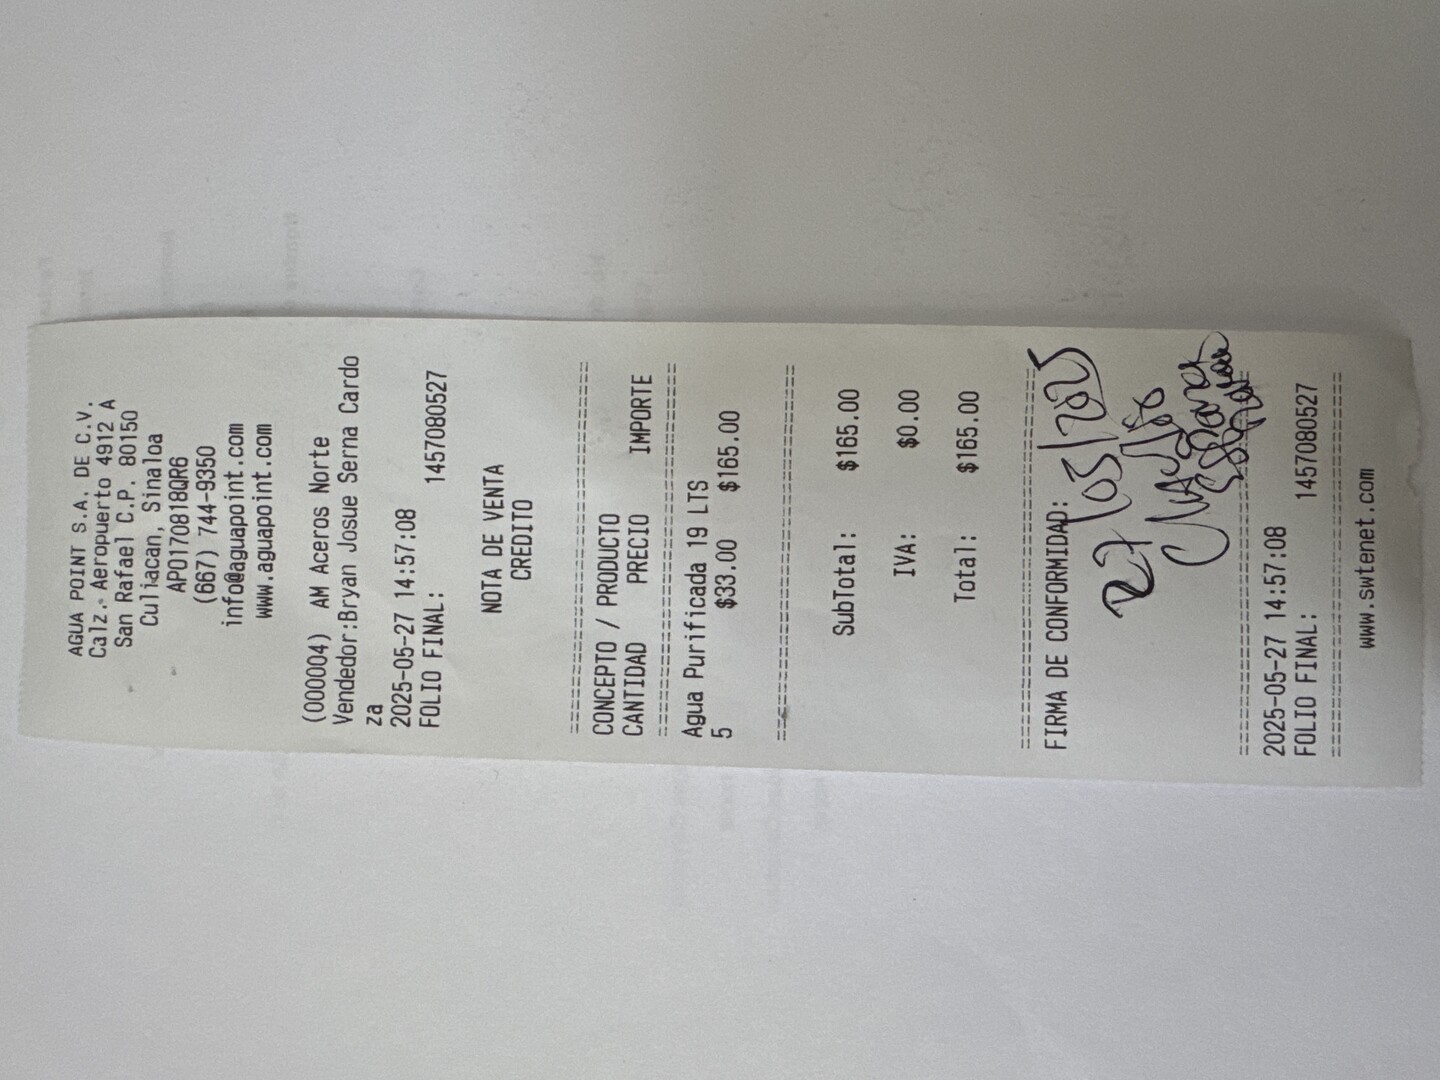 AGUA POINT S.A. DE C.V.
Calz. Aeropuerto 4912 A
San Rafael C.P. 80150
Culiacan, Sinaloa
APO170818QR6
(667) 744-9350
info@aguapoint.com
www.aguapoint.com
(000004) AM Aceros Norte
Vendedor:Bryan Josue Serna Cardo
za
2025-05-27 14:57:08
FOLIO FINAL: 1457080527
NOTA DE VENTA
CREDITO
================================
CONCEPTO / PRODUCTO
CANTIDAD PRECIO IMPORTE
================================
Agua Purificada 19 LTS
5 $33.00 $165.00
================================
SubTotal: $165.00
IVA: $0.00
Total: $165.00
================================
FIRMA DE CONFORMIDAD:
27/05/2025
================================
2025-05-27 14:57:08
FOLIO FINAL: 1457080527
================================
www.swtenet.com